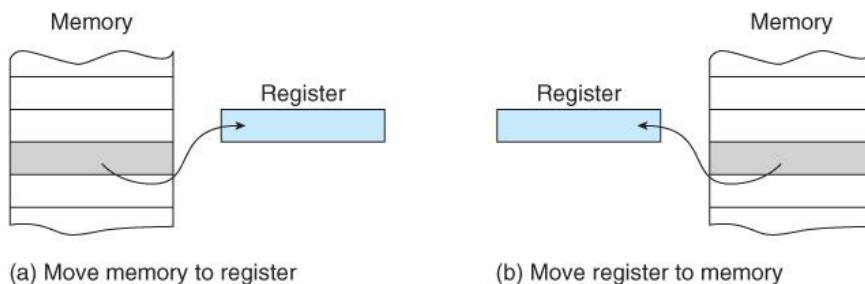 Memory
Register
(a) Move memory to register
Memory
Register
(b) Move register to memory